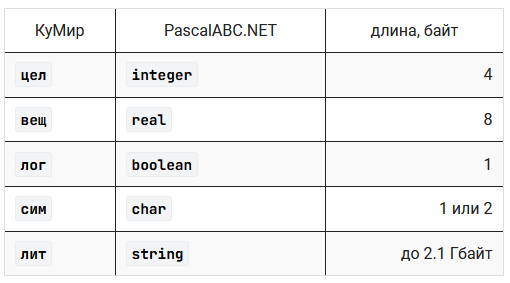 КуМир PascalABC.NET длина, байт
цел integer 4
вещ real 8
лог boolean 1
сим char 1 или 2
лит string до 2.1 Гбайт